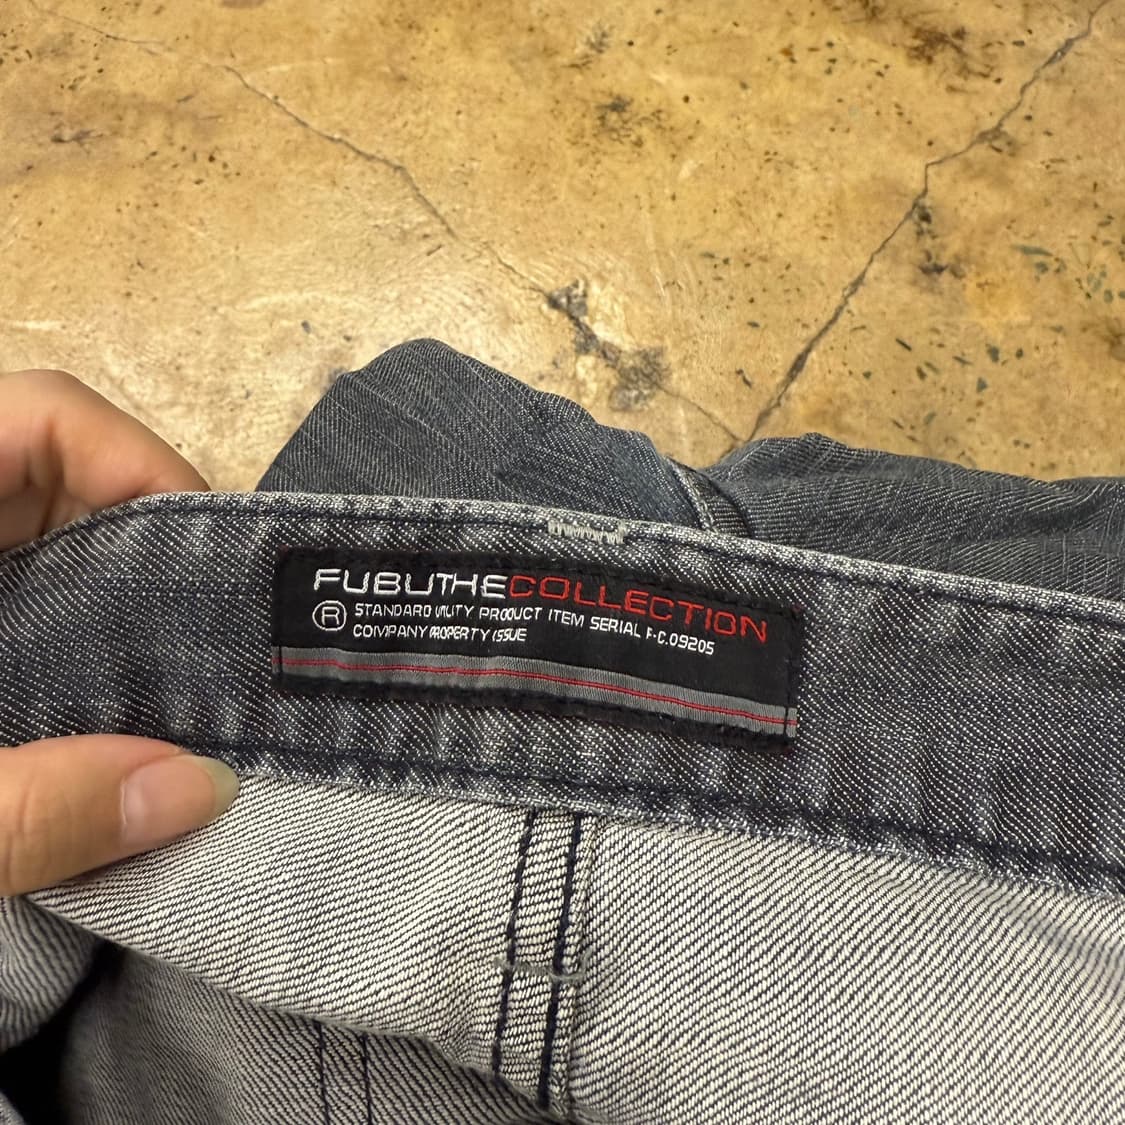 FUBUTHECOLLECTION
® STANDARD UTILITY PRODUCT ITEM SERIAL F-C.09205
COMPANY PROPERTY ISSUE